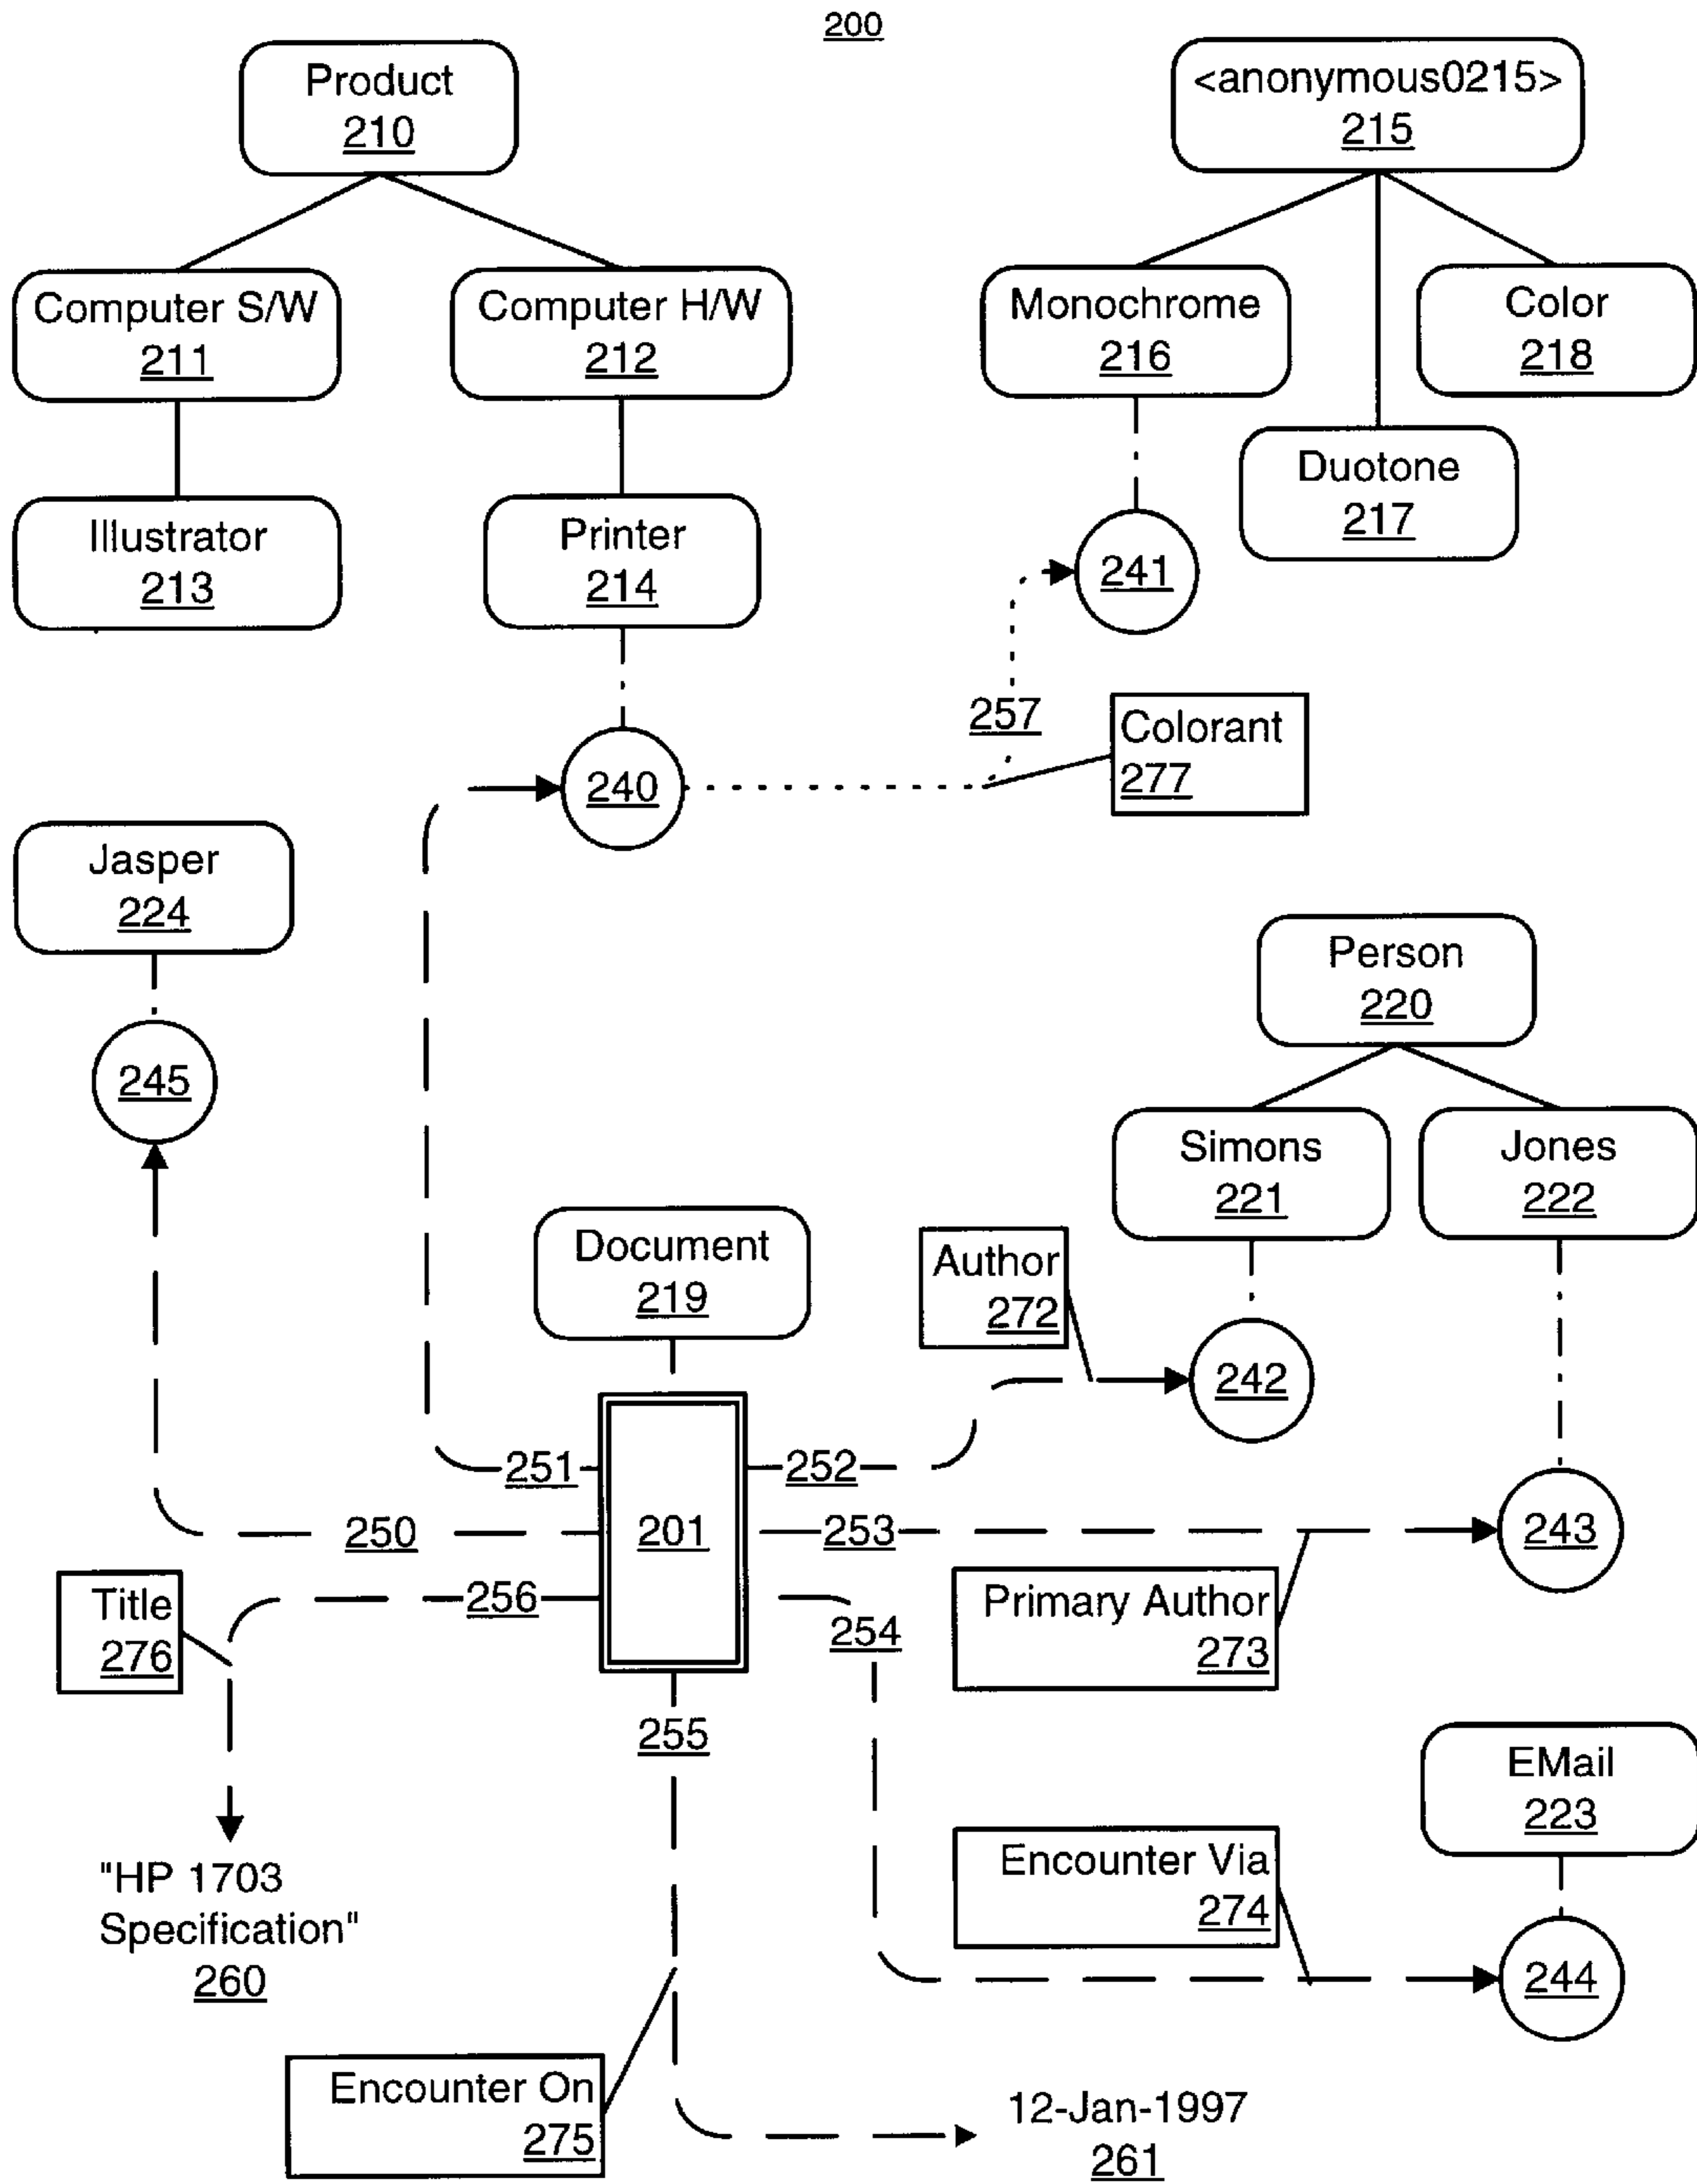 200
Product
210
<anonymous0215>
215
Computer S/W
211
Computer H/W
212
Monochrome
216
Color
218
Duotone
217
Illustrator
213
Printer
214
241
257
Colorant
277
240
Jasper
224
Person
220
245
Simons
221
Jones
222
Document
219
Author
272
242
251
252
250
201
253
243
Title
276
256
254
Primary Author
273
255
EMail
223
"HP 1703
Specification"
260
Encounter Via
274
244
Encounter On
275
12-Jan-1997
261